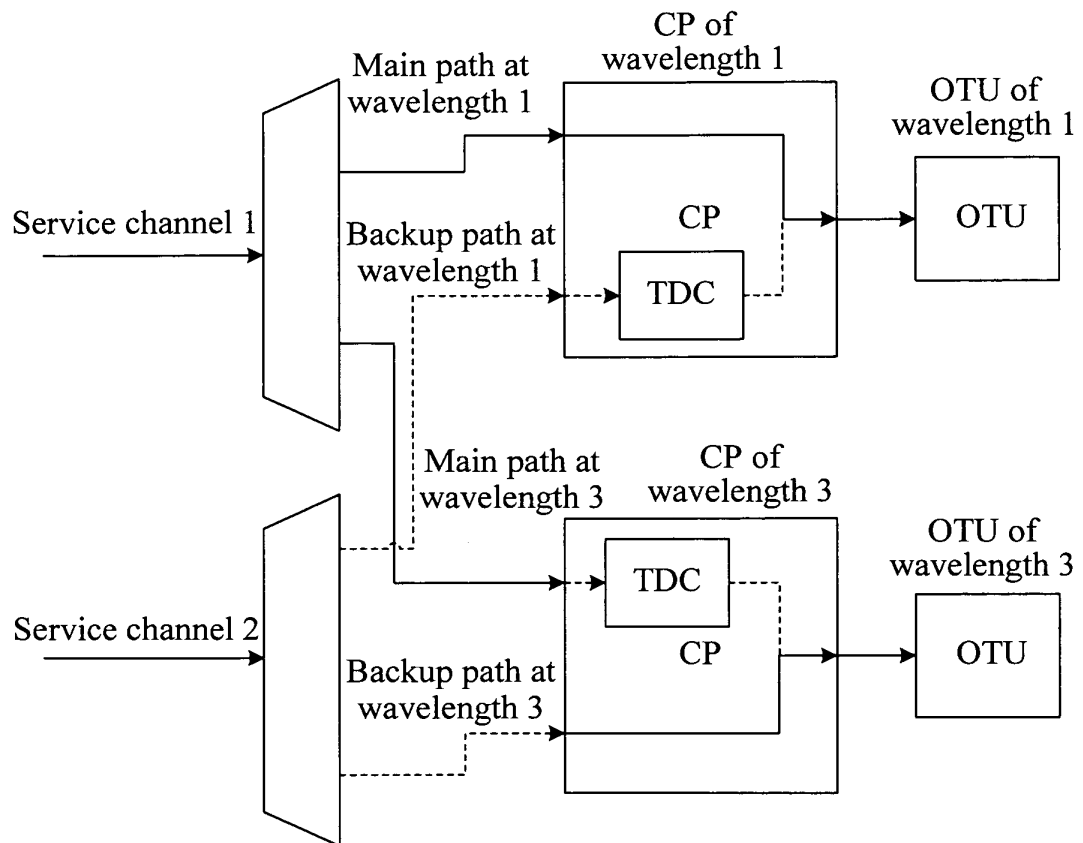 CP of
wavelength 1
Main path at
wavelength 1
OTU of
wavelength 1
Service channel 1
CP
OTU
Backup path at
wavelength 1
TDC
Main path at
wavelength 3
CP of
wavelength 3
OTU of
wavelength 3
TDC
Service channel 2
CP
OTU
Backup path at
wavelength 3